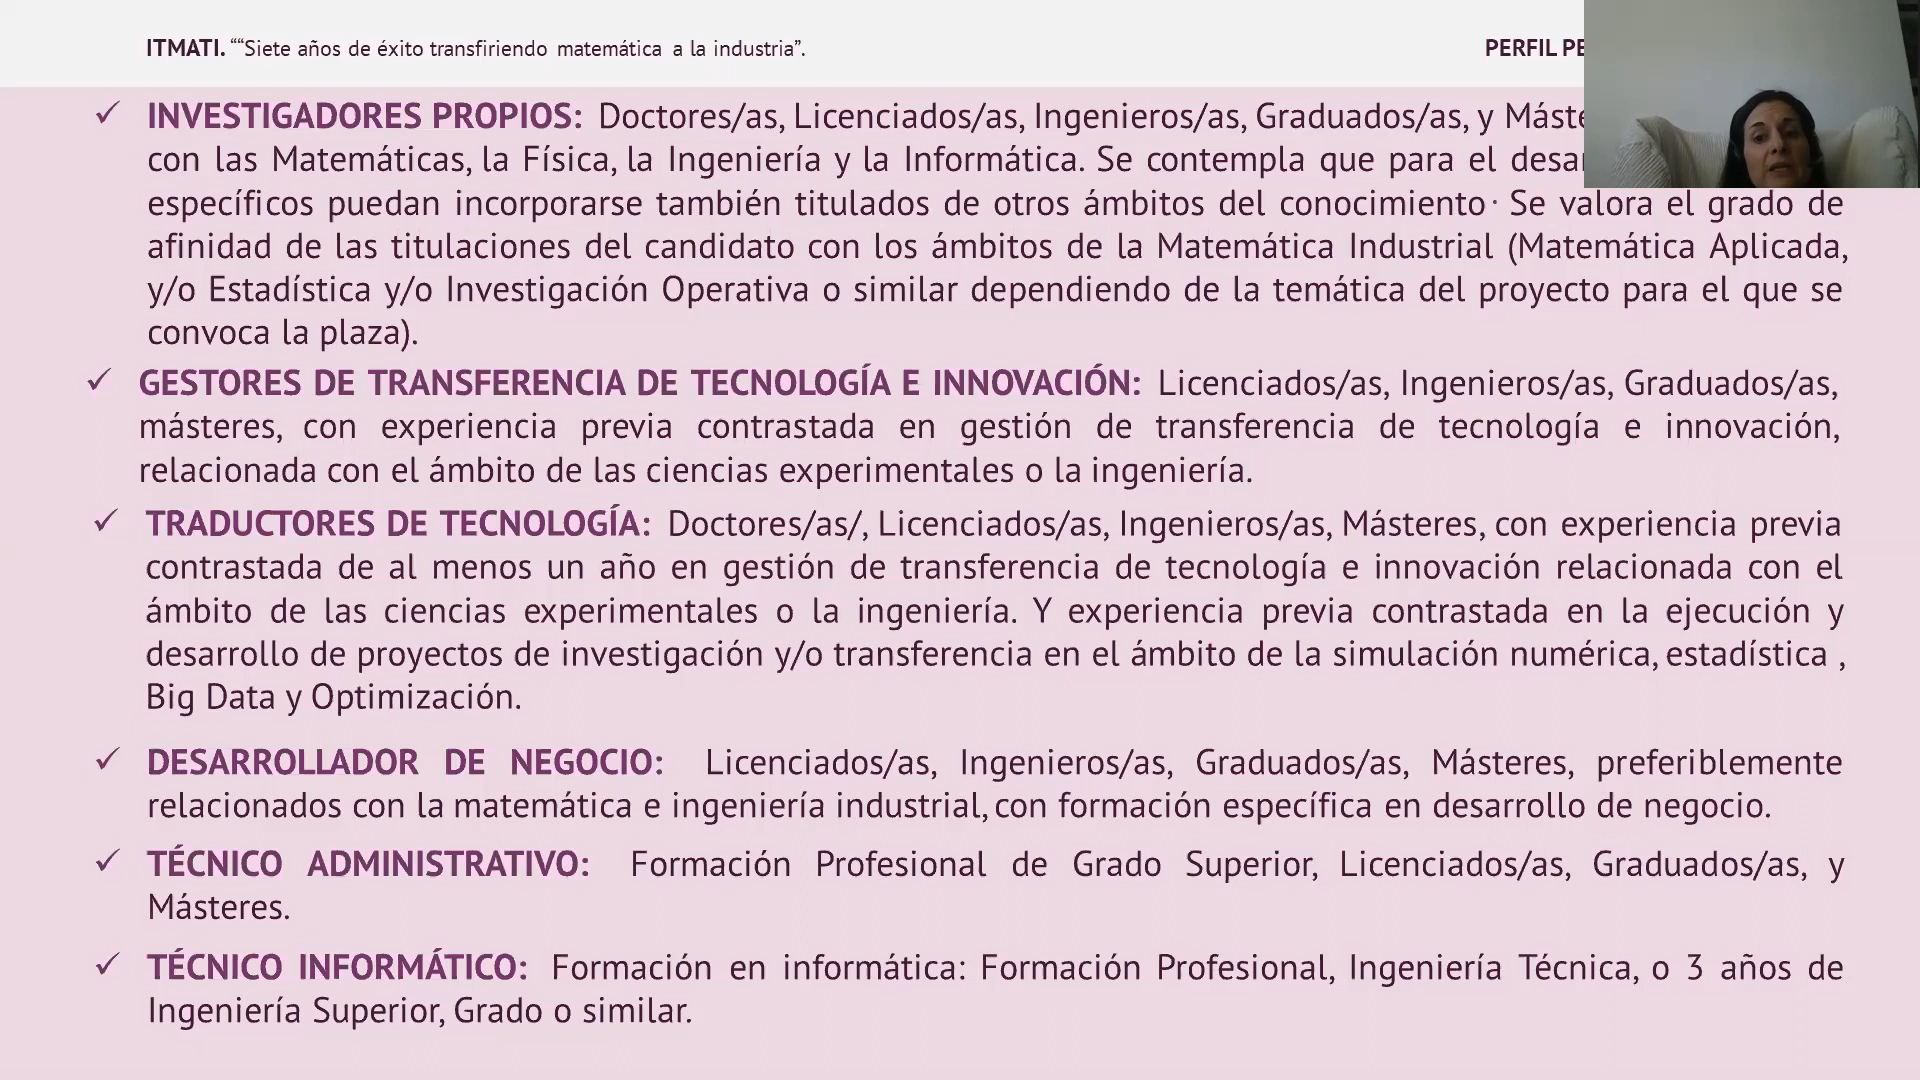 ITMATI. ““Siete años de éxito transfiriendo matemática a la industria”.
PERFIL
✓ INVESTIGADORES PROPIOS: Doctores/as, Licenciados/as, Ingenieros/as, Graduados/as, y
con las Matemáticas, la Física, la Ingeniería y la Informática. Se contempla que para el
específicos puedan incorporarse también titulados de otros ámbitos del conocimiento· Se valora el grado de
afinidad de las titulaciones del candidato con los ámbitos de la Matemática Industrial (Matemática Aplicada,
y/o Estadística y/o Investigación Operativa o similar dependiendo de la temática del proyecto para el que se
convoca la plaza).
✓ GESTORES DE TRANSFERENCIA DE TECNOLOGÍA E INNOVACIÓN: Licenciados/as, Ingenieros/as, Graduados/as,
másteres, con experiencia previa contrastada en gestión de transferencia de tecnología e innovación,
relacionada con el ámbito de las ciencias experimentales o la ingeniería.
✓ TRADUCTORES DE TECNOLOGÍA: Doctores/as/, Licenciados/as, Ingenieros/as, Másteres, con experiencia previa
contrastada de al menos un año en gestión de transferencia de tecnología e innovación relacionada con el
ámbito de las ciencias experimentales o la ingeniería. Y experiencia previa contrastada en la ejecución y
desarrollo de proyectos de investigación y/o transferencia en el ámbito de la simulación numérica, estadística ,
Big Data y Optimización.
✓ DESARROLLADOR DE NEGOCIO: Licenciados/as, Ingenieros/as, Graduados/as, Másteres, preferiblemente
relacionados con la matemática e ingeniería industrial, con formación específica en desarrollo de negocio.
✓ TÉCNICO ADMINISTRATIVO: Formación Profesional de Grado Superior, Licenciados/as, Graduados/as, y
Másteres.
✓ TÉCNICO INFORMÁTICO: Formación en informática: Formación Profesional, Ingeniería Técnica, o 3 años de
Ingeniería Superior, Grado o similar.